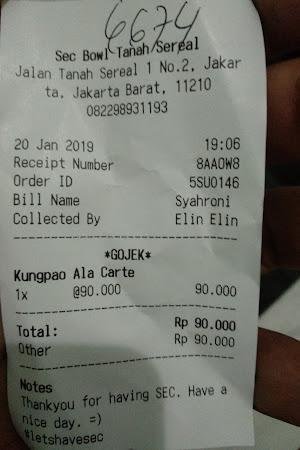 6674
Sec Bowl Tanah Sereal
Jalan Tanah Sereal 1 No.2, Jakar
ta, Jakarta Barat, 11210
082298931193
20 Jan 2019 19:06
Receipt Number 8AAOW8
Order ID 5SU0146
Bill Name Syahroni
Collected By Elin Elin
*GOJEK*
Kungpao Ala Carte
1x @90.000 90.000
Total: Rp 90.000
Other Rp 90.000
Notes
Thankyou for having SEC. Have a
nice day. =)
#letshavesec